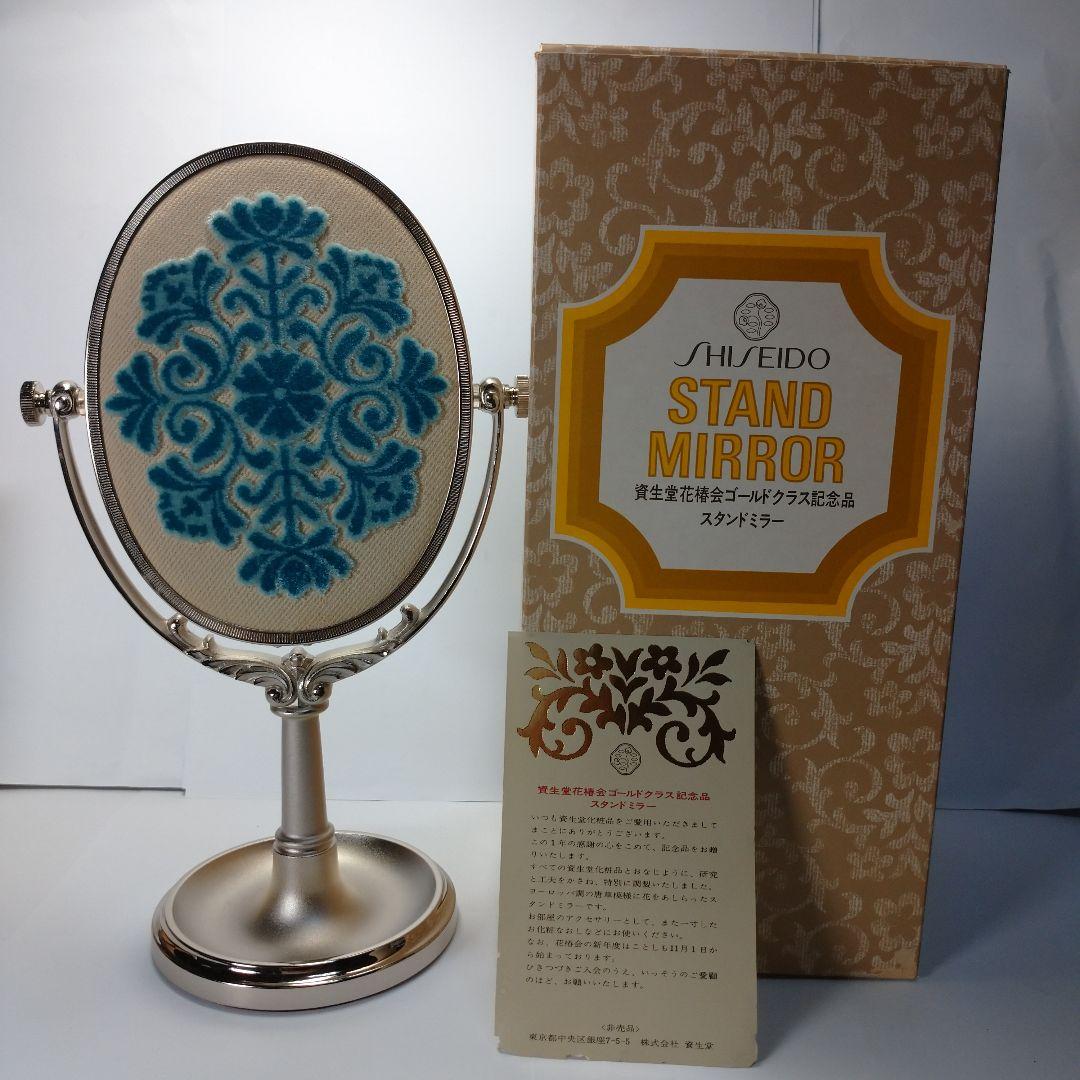 SHISEIDO
STAND
MIRROR
資生堂花椿会ゴールドクラス記念品
スタンドミラー
資生堂花椿会ゴールドクラス記念品
スタンドミラー
いつも資生堂化粧品をご愛用いただきまして
まことにありがとうございます。
この1年の感謝の心をこめて、記念品をお贈
りいたします。
すべての資生堂化粧品とおなじように、研究
と工夫をかさね、特別に調製いたしました。
ヨーロッパ調の唐草模様に花をあしらったス
タンドミラーです。
お部屋のアクセサリーとして、また一寸した
お化粧なおしなどにお使いください。
なお、花椿会の新年度はことしも11月1日か
ら始まっております。
ひきつづきご入会のうえ、いっそうのご愛顧
のほど、お願いいたします。
〈非売品〉
東京都中央区銀座7-5-5 株式会社 資生堂